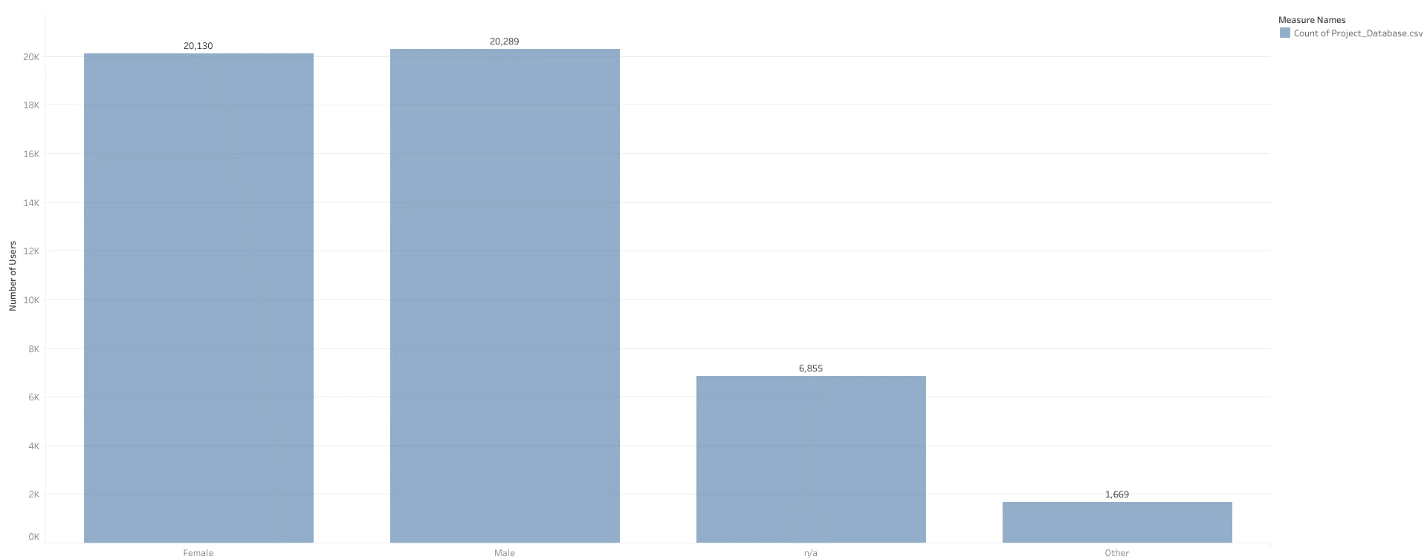 Measure Names
Count of Project_Database.csv
Number of Users
20K
18K
16K
14K
12K
10K
8K
6K
4K
2K
0K
20,130
20,289
6,855
1,669
Female
Male
n/a
Other